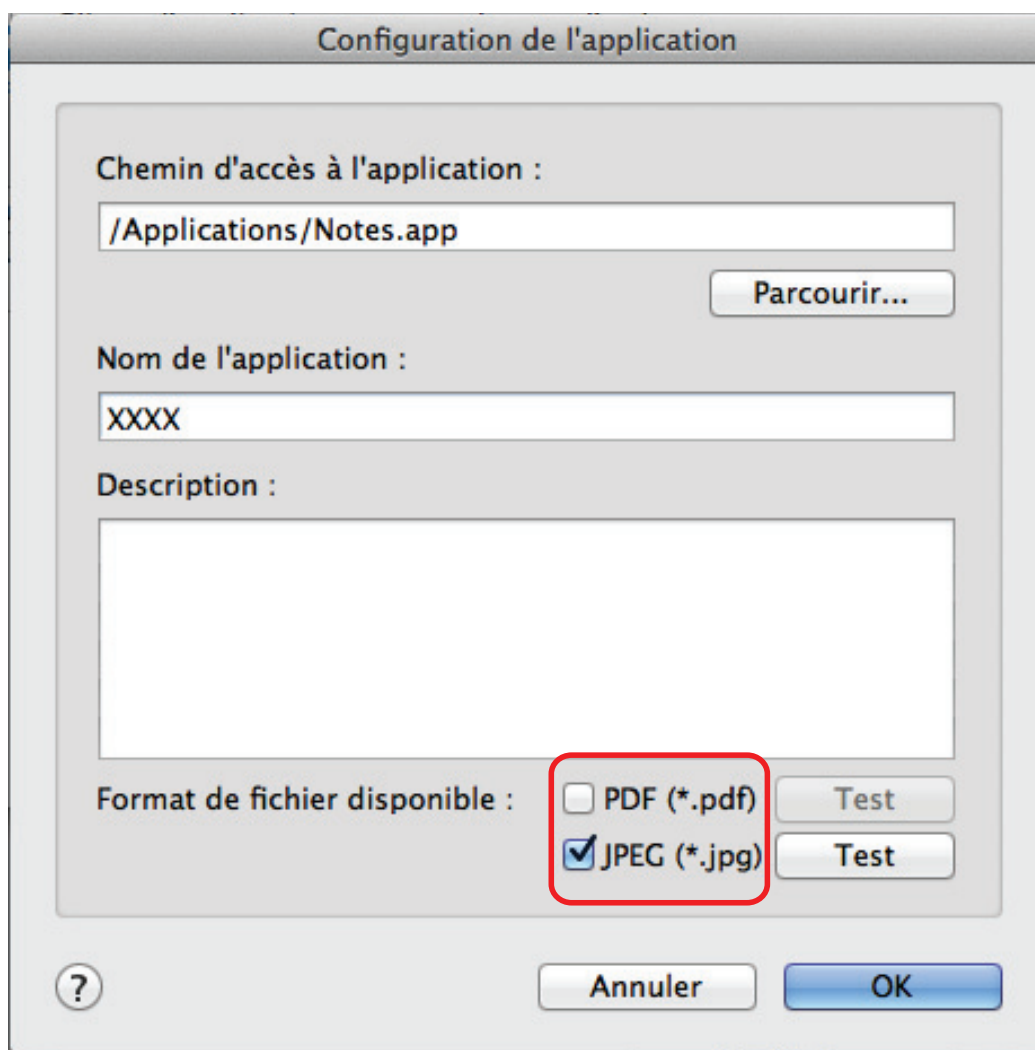 Configuration de l'application
Chemin d'accès à l'application :
/Applications/Notes.app
Parcourir...
Nom de l'application :
XXXX
Description :
Format de fichier disponible :
PDF (*.pdf)
Test
JPEG (*.jpg)
Test
?
Annuler
OK